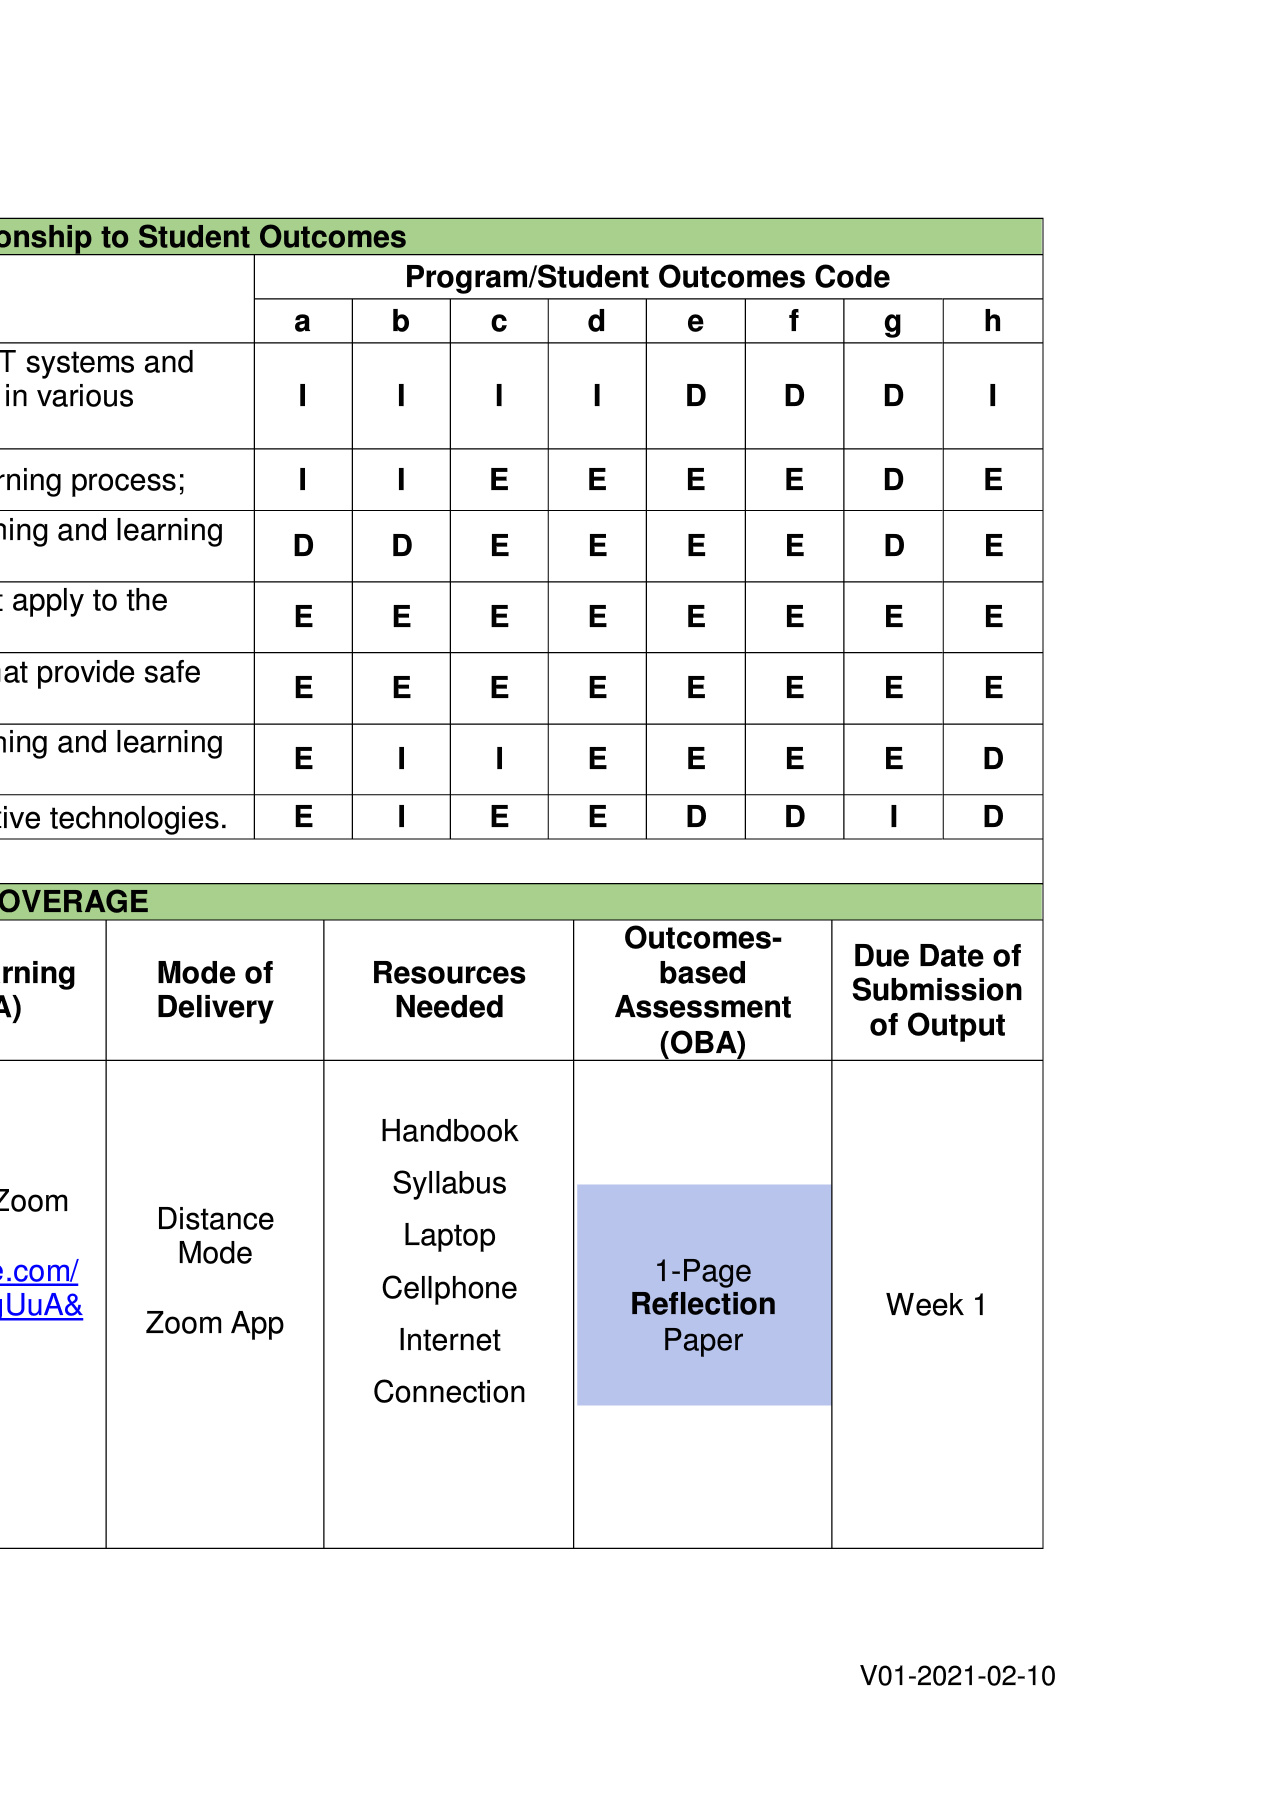 onship to Student Outcomes
Program/Student Outcomes Code
a b c d e f g h
T systems and
in various
I I I I D D D I
rning process;
I I E E E E D E
ning and learning
D D E E E E D E
t apply to the
E E E E E E E E
at provide safe
E E E E E E E E
ning and learning
E I I E E E E D
tive technologies.
E I E E D D I D
OVERAGE
rning
A)
Mode of
Delivery
Resources
Needed
Outcomes-
based
Assessment
(OBA)
Due Date of
Submission
of Output
Zoom
e.com/
gUuA&
Distance
Mode
Zoom App
Handbook
Syllabus
Laptop
Cellphone
Internet
Connection
1-Page
Reflection
Paper
Week 1
V01-2021-02-10